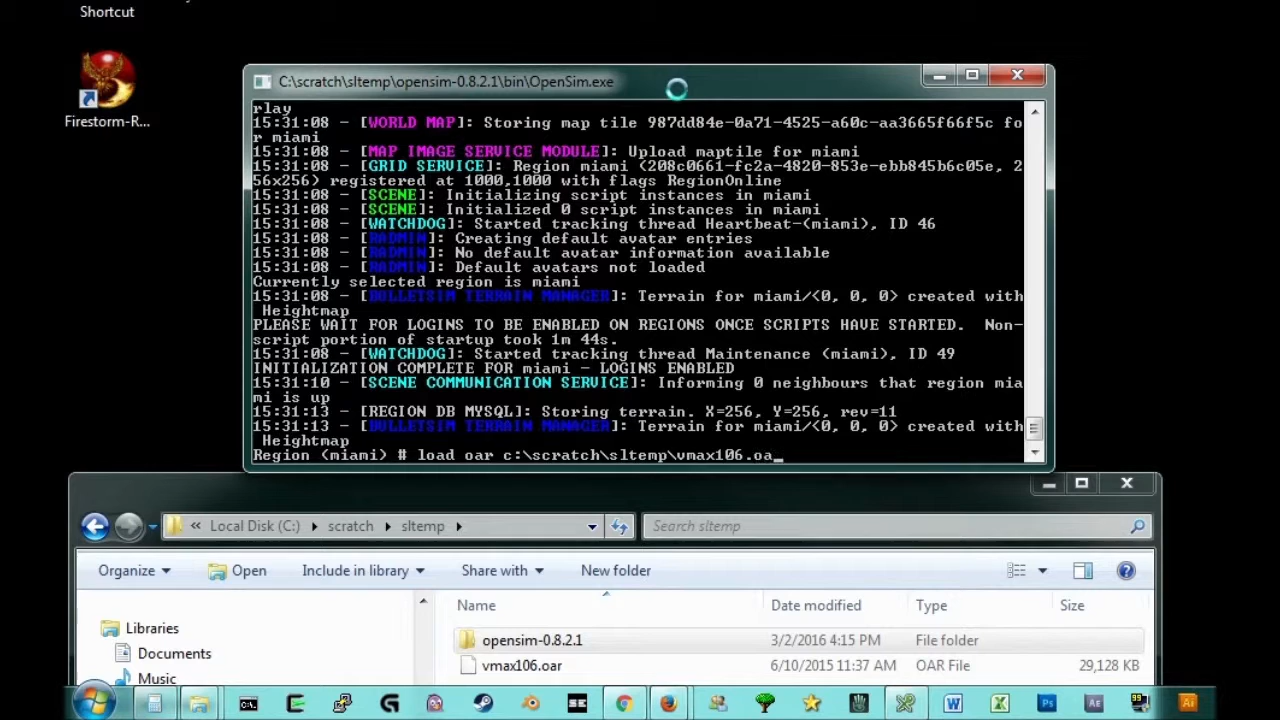 Shortcut
Firestorm-R...
C:\scratch\sltemp\opensim-0.8.2.1\bin\OpenSim.exe
rlay
15:31:08 - [WORLD MAP]: Storing map tile 987dd84e-0a71-4525-a60c-aa3665f66f5c fo
r miami
15:31:08 - [MAP IMAGE SERVICE MODULE]: Upload maptile for miami
15:31:08 - [GRID SERVICE]: Region miami (208c0661-fc2a-4820-853e-ebb845b6c05e, 2
56x256) registered at 1000,1000 with flags RegionOnline
15:31:08 - [SCENE]: Initializing script instances in miami
15:31:08 - [SCENE]: Initialized 0 script instances in miami
15:31:08 - [WATCHDOG]: Started tracking thread Heartbeat-(miami), ID 46
15:31:08 - [RADMIN]: Creating default avatar entries
15:31:08 - [RADMIN]: No default avatar information available
15:31:08 - [RADMIN]: Default avatars not loaded
Currently selected region is miami
15:31:08 - [BULLETSIM TERRAIN MANAGER]: Terrain for miami/<0, 0, 0> created with
Heightmap
PLEASE WAIT FOR LOGINS TO BE ENABLED ON REGIONS ONCE SCRIPTS HAVE STARTED.  Non-
script portion of startup took 1m 44s.
15:31:08 - [WATCHDOG]: Started tracking thread Maintenance (miami), ID 49
INITIALIZATION COMPLETE FOR miami - LOGINS ENABLED
15:31:10 - [SCENE COMMUNICATION SERVICE]: Informing 0 neighbours that region mia
mi is up
15:31:13 - [REGION DB MYSQL]: Storing terrain. X=256, Y=256, rev=11
15:31:13 - [BULLETSIM TERRAIN MANAGER]: Terrain for miami/<0, 0, 0> created with
Heightmap
Region (miami) # load oar c:\scratch\sltemp\vmax106.oa_
« Local Disk (C:) scratch sltemp
Search sltemp
Organize Open Include in library Share with New folder
Name Date modified Type Size
Libraries
opensim-0.8.2.1 3/2/2016 4:15 PM File folder
Documents
vmax106.oar 6/10/2015 11:37 AM OAR File 29,128 KB
Music